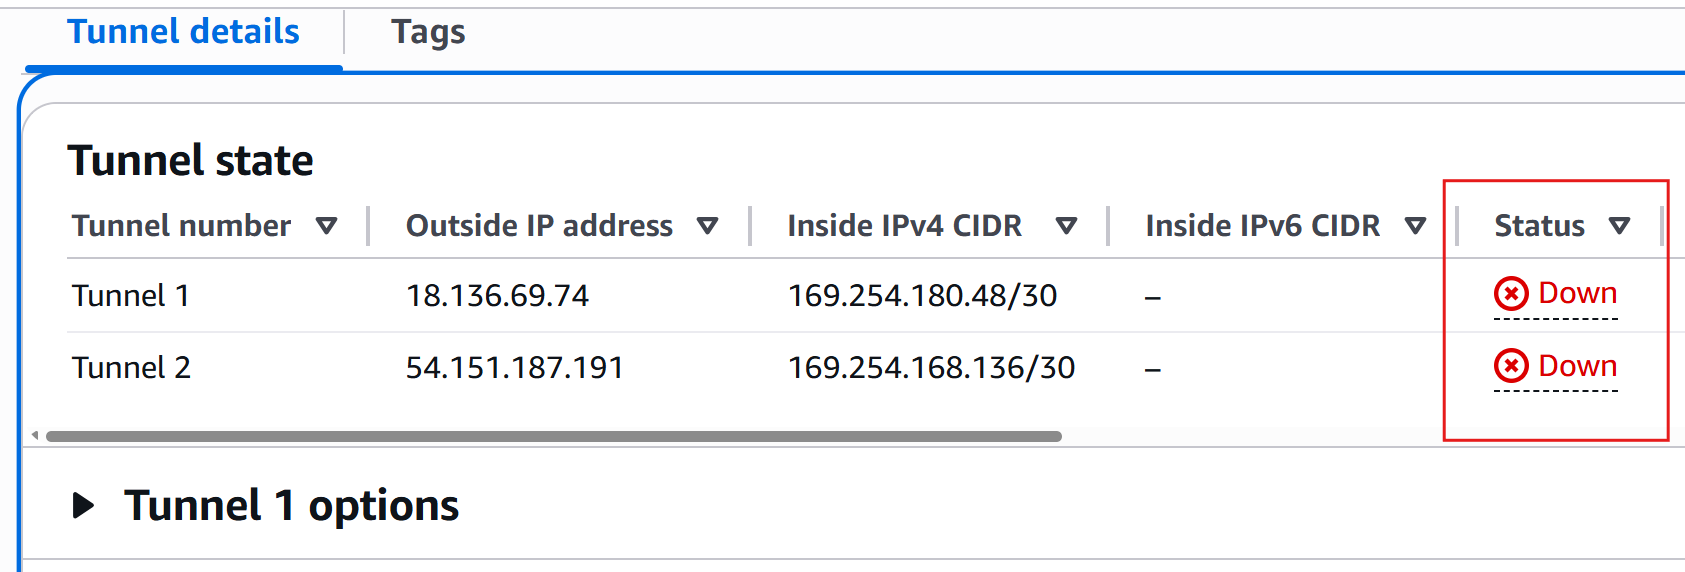 Tunnel details Tags
Tunnel state
Tunnel number Outside IP address Inside IPv4 CIDR Inside IPv6 CIDR Status
Tunnel 1 18.136.69.74 169.254.180.48/30 – Down
Tunnel 2 54.151.187.191 169.254.168.136/30 – Down
Tunnel 1 options